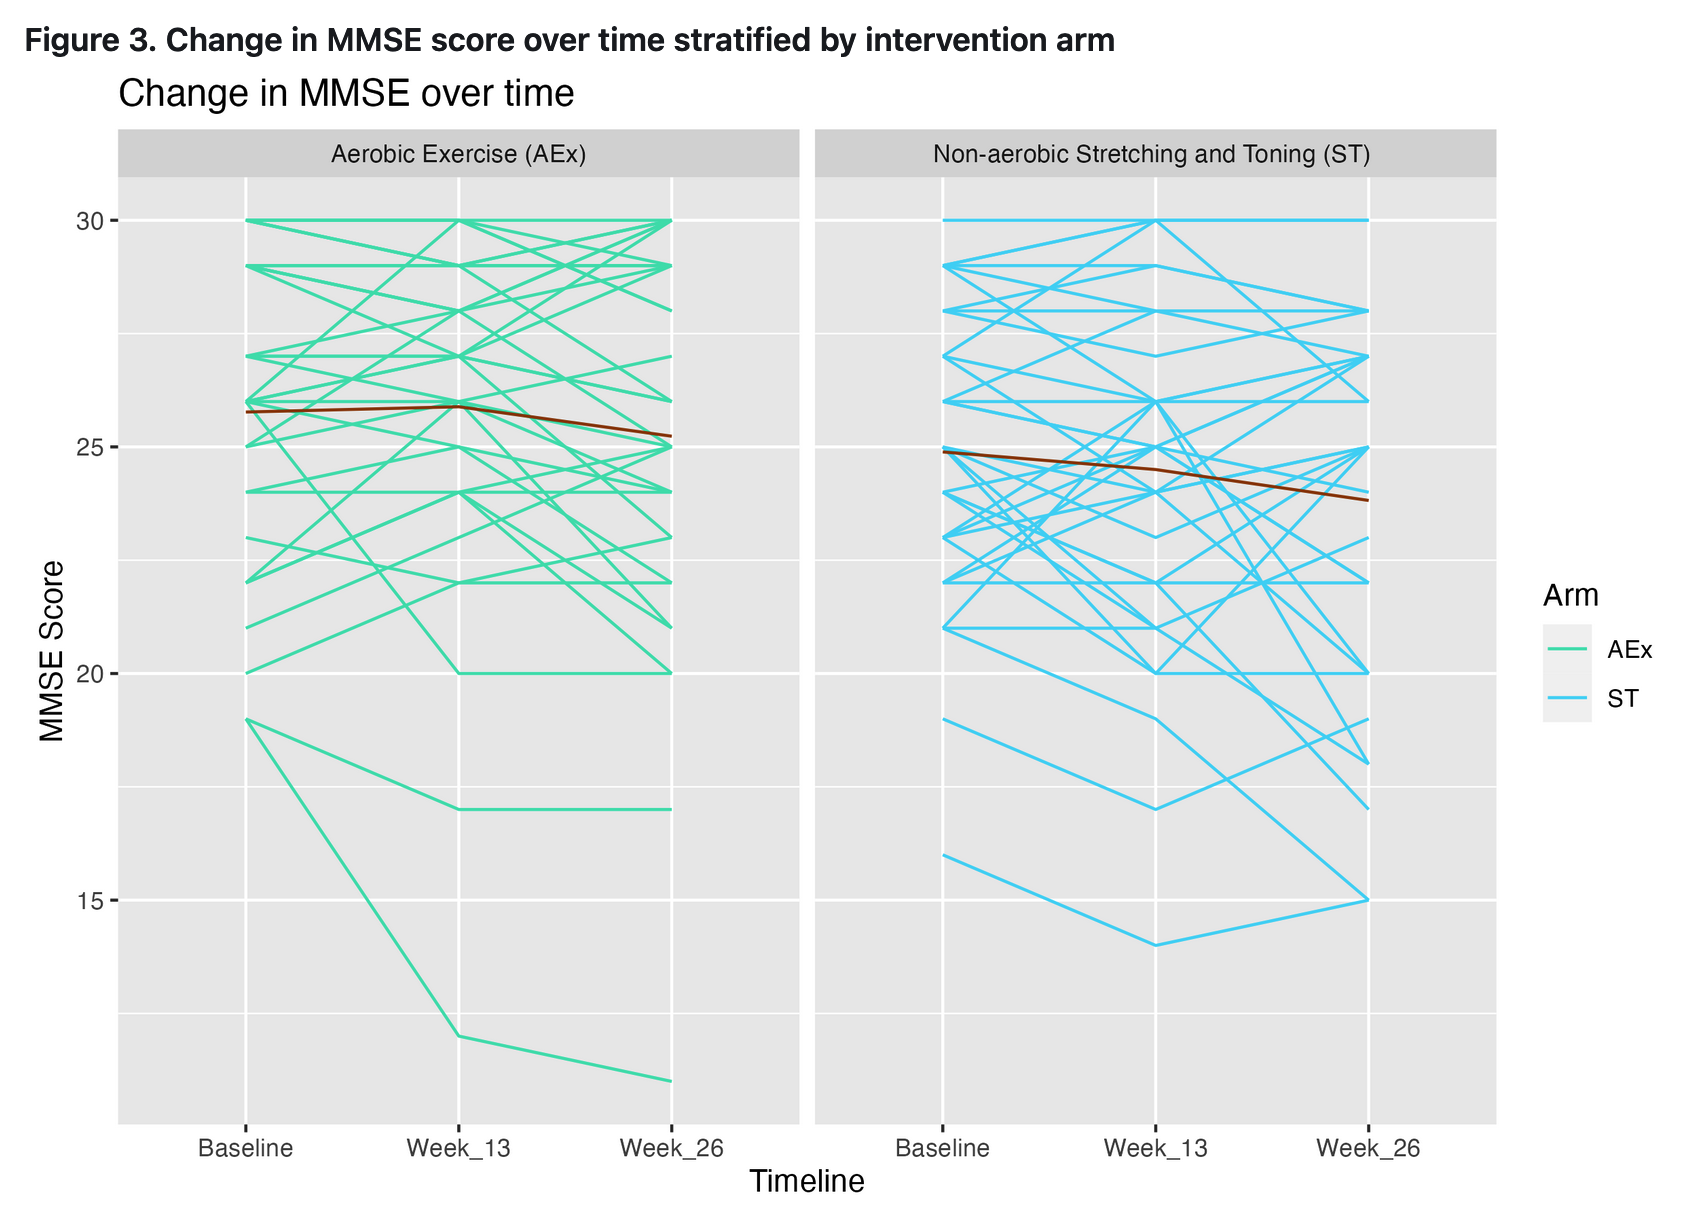 Figure 3. Change in MMSE score over time stratified by intervention arm
Change in MMSE over time
Aerobic Exercise (AEx)
Non-aerobic Stretching and Toning (ST)
30
25
20
15
MMSE Score
Baseline
Week_13
Week_26
Baseline
Week_13
Week_26
Timeline
Arm
AEx
ST